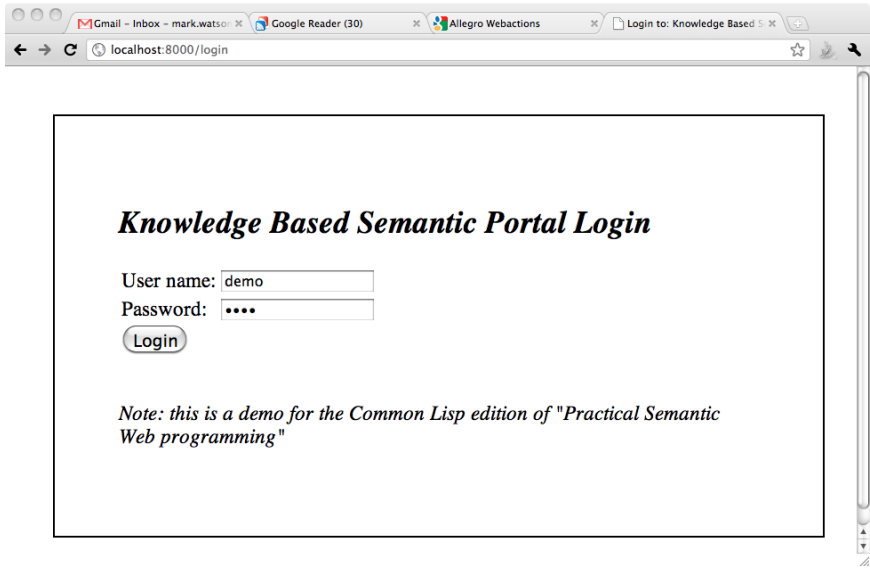 Gmail – Inbox – mark.watson
Google Reader (30)
Allegro Webactions
Login to: Knowledge Based S
localhost:8000/login
Knowledge Based Semantic Portal Login
User name: demo
Password: ••••
Login
Note: this is a demo for the Common Lisp edition of "Practical Semantic
Web programming"